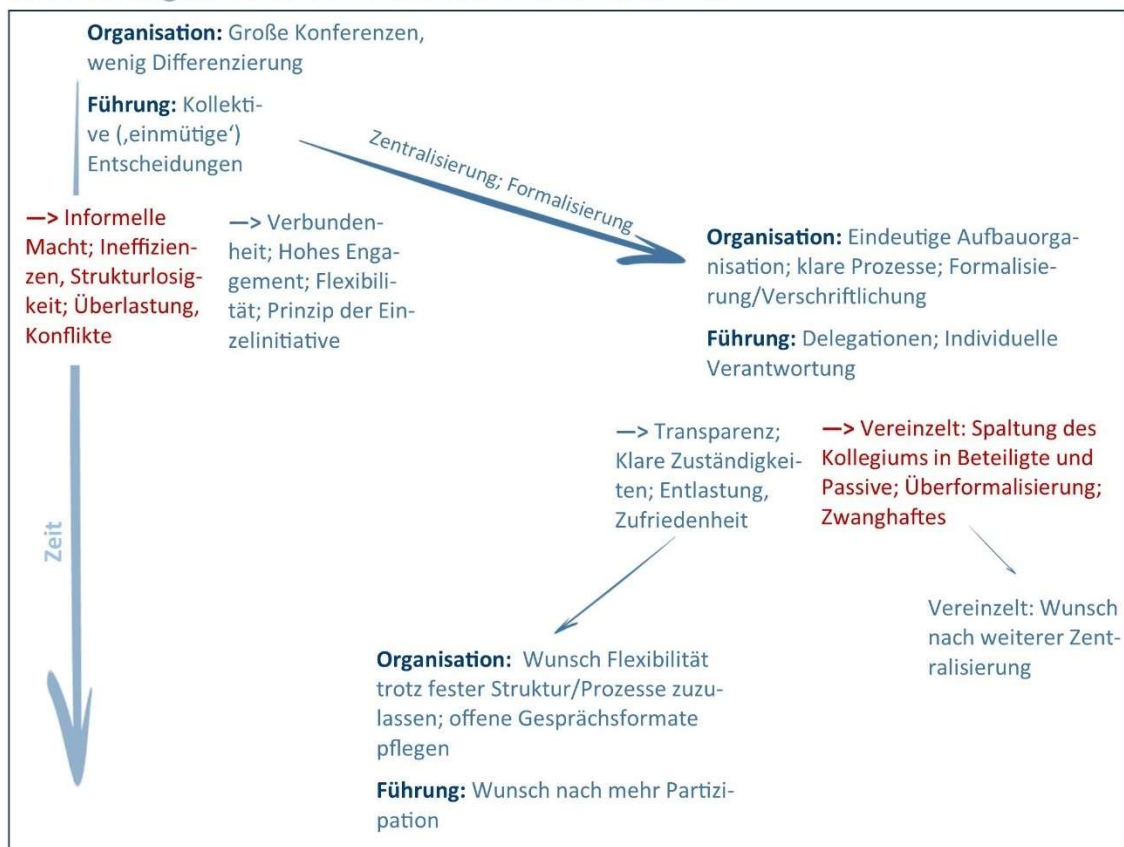 Organisation: Große Konferenzen,
wenig Differenzierung
Führung: Kollekti-
ve (‚einmütige‘)
Entscheidungen
Zentralisierung; Formalisierung
—> Informelle
Macht; Ineffizien-
zen, Strukturlosig-
keit; Überlastung,
Konflikte
—> Verbunden-
heit; Hohes Enga-
gement; Flexibili-
tät; Prinzip der Ein-
zelinitiative
Organisation: Eindeutige Aufbauorga-
nisation; klare Prozesse; Formalisie-
rung/Verschriftlichung
Führung: Delegationen; Individuelle
Verantwortung
—> Transparenz;
Klare Zuständigkei-
ten; Entlastung,
Zufriedenheit
—> Vereinzelt: Spaltung des
Kollegiums in Beteiligte und
Passive; Überformalisierung;
Zwanghaftes
Zeit
Vereinzelt: Wunsch
nach weiterer Zent-
ralisierung
Organisation: Wunsch Flexibilität
trotz fester Struktur/Prozesse zuzu-
lassen; offene Gesprächsformate
pflegen
Führung: Wunsch nach mehr Partizi-
pation